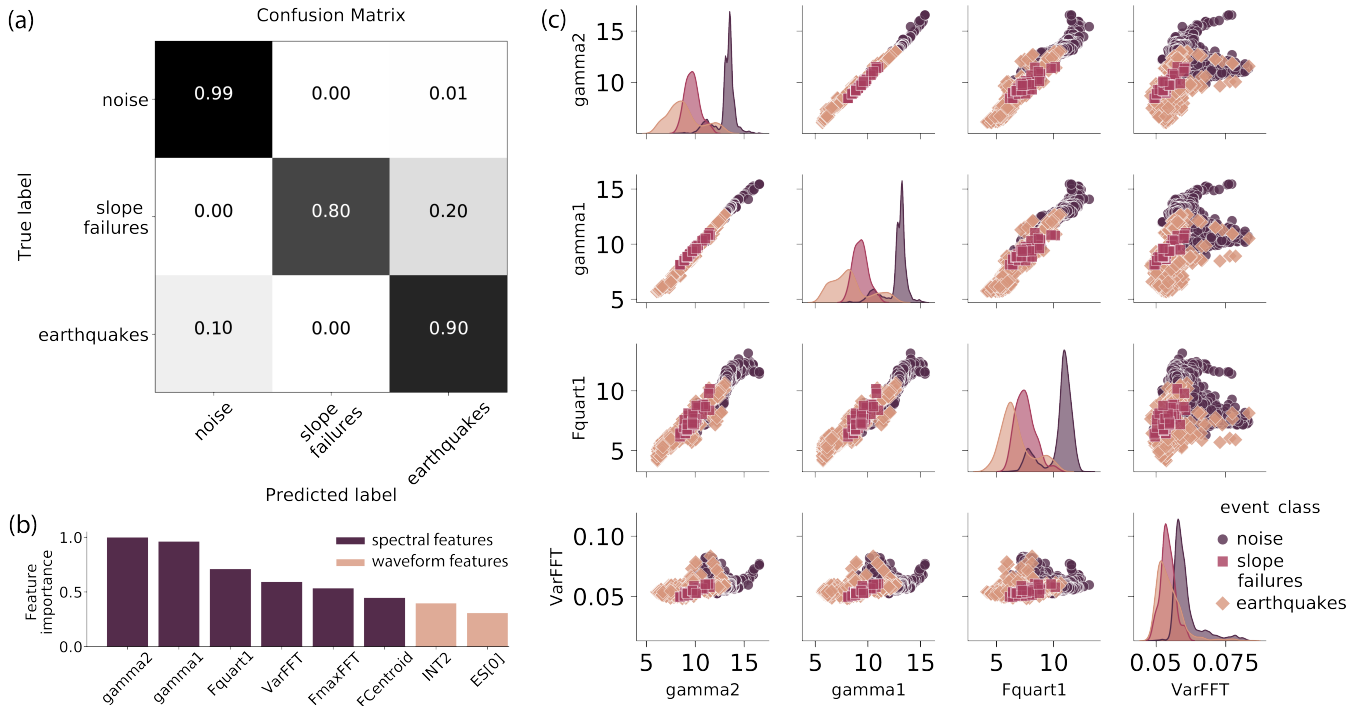 (a)
Confusion Matrix
True label
noise
0.99
0.00
0.01
slope
failures
0.00
0.80
0.20
earthquakes
0.10
0.00
0.90
noise
slope
failures
earthquakes
Predicted label
(b)
Feature
importance
1.0
0.5
0.0
spectral features
waveform features
gamma2
gamma1
Fquart1
VarFFT
FmaxFFT
FCentroid
INT2
ES[0]
(c)
gamma2
15
10
gamma1
15
10
5
Fquart1
10
5
VarFFT
0.10
0.05
5
10
15
gamma2
5
10
15
gamma1
5
10
Fquart1
0.05
0.075
VarFFT
event class
noise
slope
failures
earthquakes